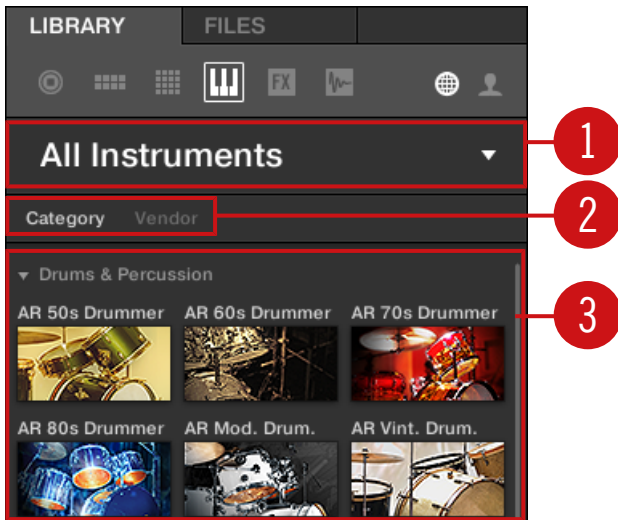 LIBRARY FILES
FX
All Instruments
1
Category Vendor
2
Drums & Percussion
AR 50s Drummer AR 60s Drummer AR 70s Drummer
3
AR 80s Drummer AR Mod. Drum. AR Vint. Drum.